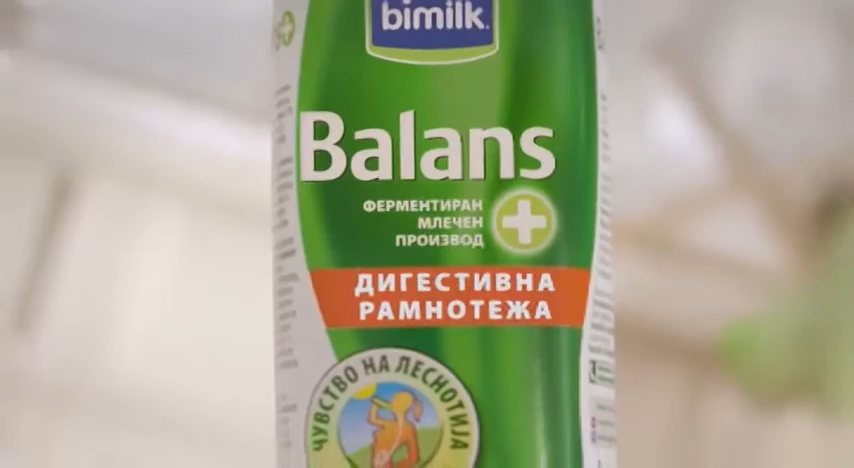 bimilk.
Balans
ФЕРМЕНТИРАН
МЛЕЧЕН
ПРОИЗВОД
ДИГЕСТИВНА
РАМНОТЕЖА
ЧУВСТВО НА ЛЕСНОТИЈА